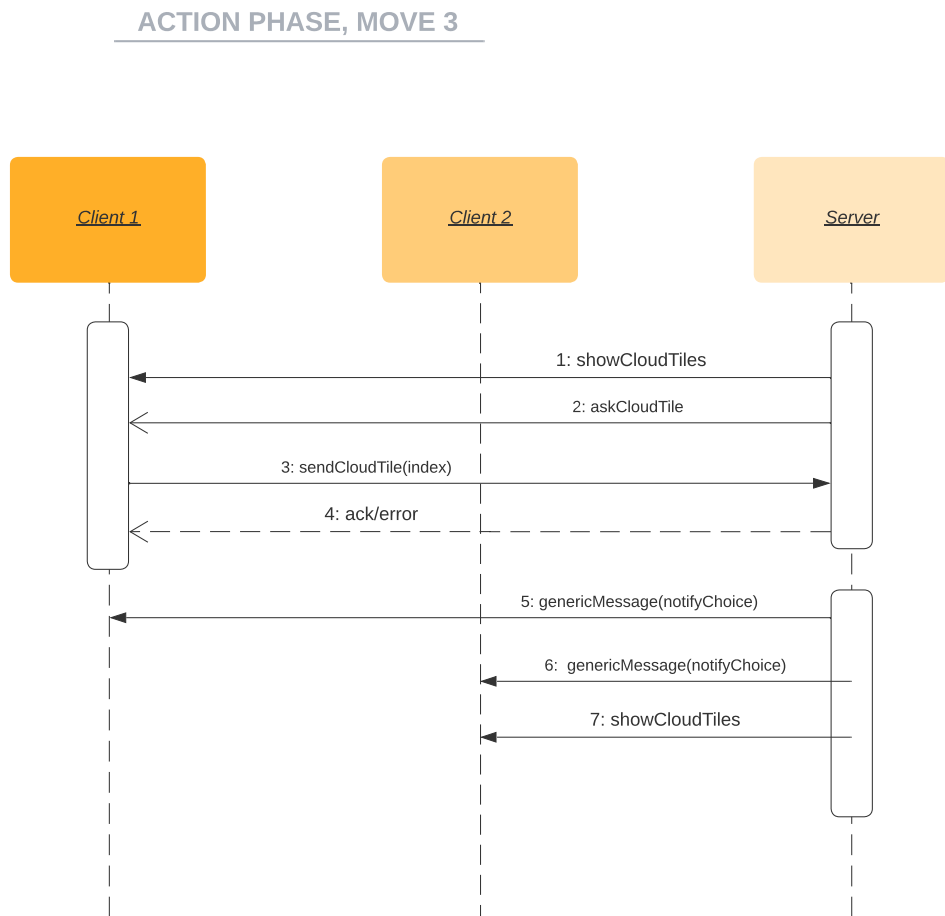 ACTION PHASE, MOVE 3
Client 1
Client 2
Server
1: showCloudTiles
2: askCloudTile
3: sendCloudTile(index)
4: ack/error
5: genericMessage(notifyChoice)
6:  genericMessage(notifyChoice)
7: showCloudTiles